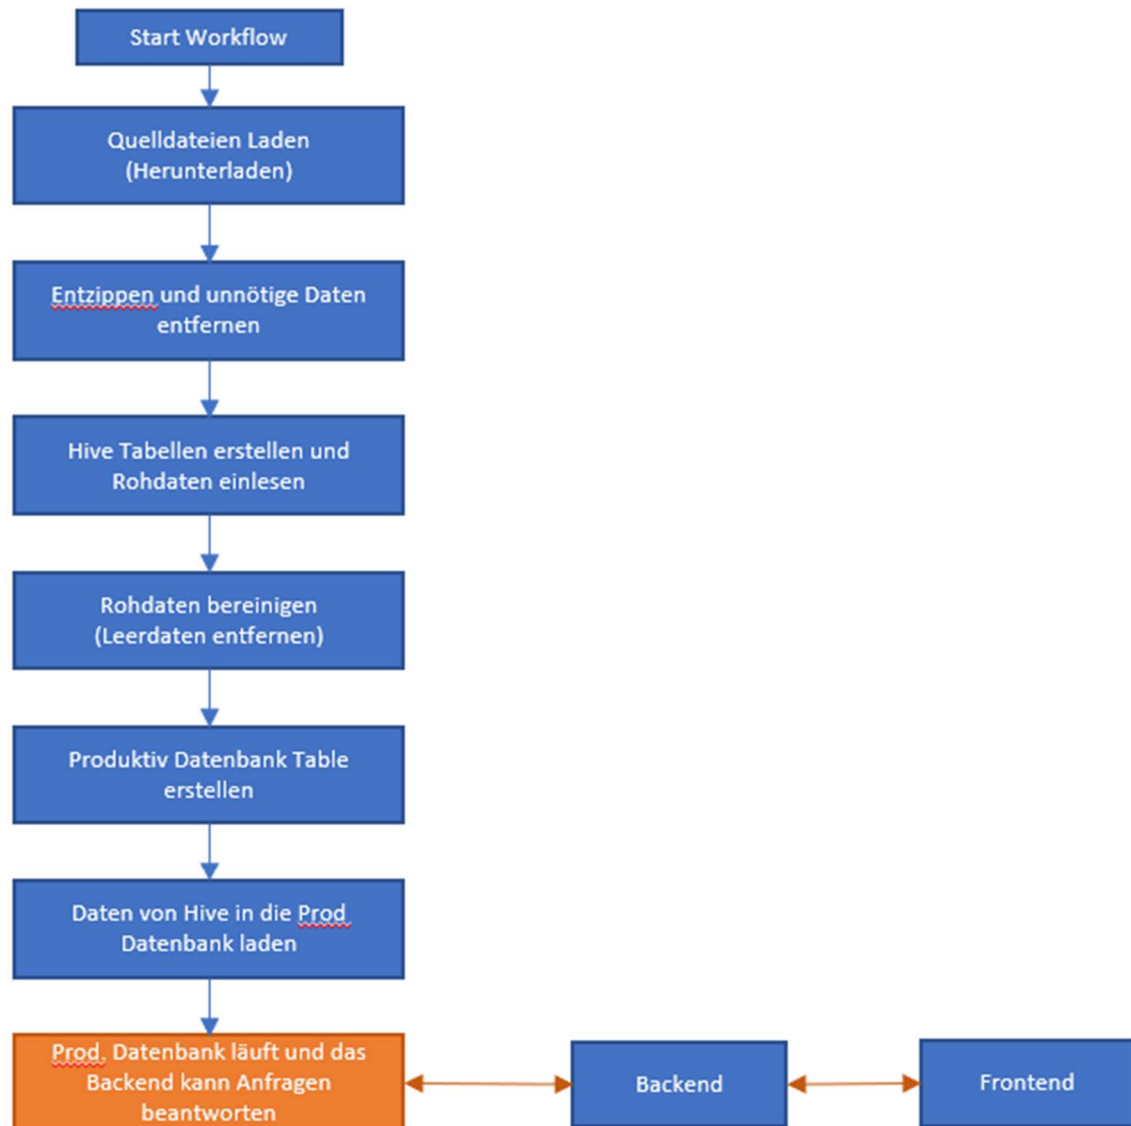 Start Workflow
Quelldateien Laden
(Herunterladen)
Entzippen und unnötige Daten
entfernen
Hive Tabellen erstellen und
Rohdaten einlesen
Rohdaten bereinigen
(Leerdaten entfernen)
Produktiv Datenbank Table
erstellen
Daten von Hive in die Prod
Datenbank laden
Prod. Datenbank läuft und das
Backend kann Anfragen
beantworten
Backend
Frontend